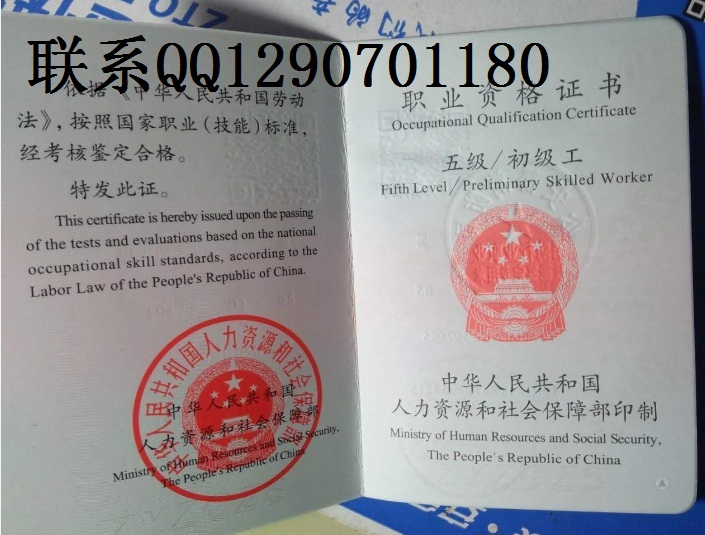 联系QQ1290701180
依据《中华人民共和国劳动
法》，按照国家职业（技能）标准，
经考核鉴定合格。
特发此证。
This certificate is hereby issued upon the passing
of the tests and evaluations based on the national
occupational skill standards, according to the
Labor Law of the People's Republic of China.
中华人民共和国人力资源和社会保障部
中华人民共和国
人力资源和社会保障部
Ministry of Human Resources and Social Security,
The People's Republic of China
职业资格证书
Occupational Qualification Certificate
五级/初级工
Fifth Level/Preliminary Skilled Worker
中华人民共和国
人力资源和社会保障部印制
Ministry of Human Resources and Social Security,
The People's Republic of China